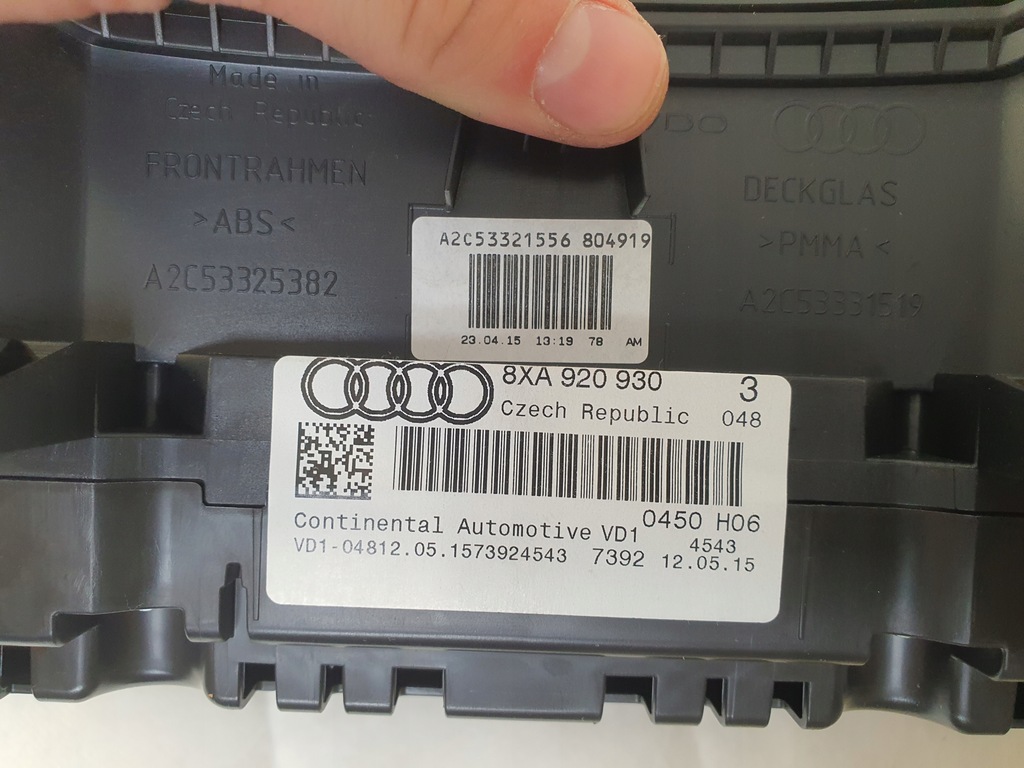 Made in
Czech Republic
FRONTRAHMEN
>ABS<
A2C53325382
DO
DECKGLAS
>PMMA<
A2C53331519
A2C53321556 804919
23.04.15 13:19 78 AM
8XA 920 930 3
Czech Republic 048
Continental Automotive VD1 0450 H06
4543
VD1-04812.05.1573924543 7392 12.05.15